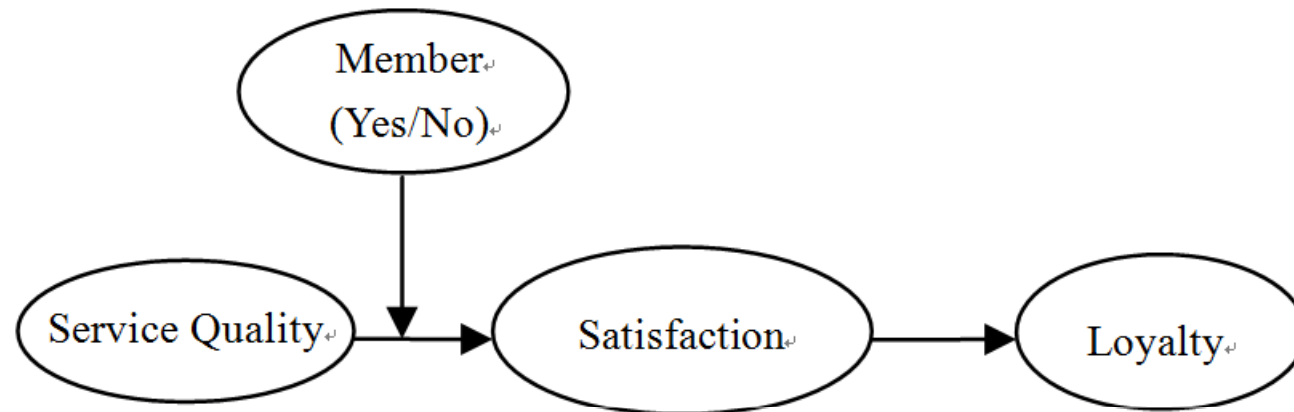 Member
(Yes/No)
Service Quality
Satisfaction
Loyalty